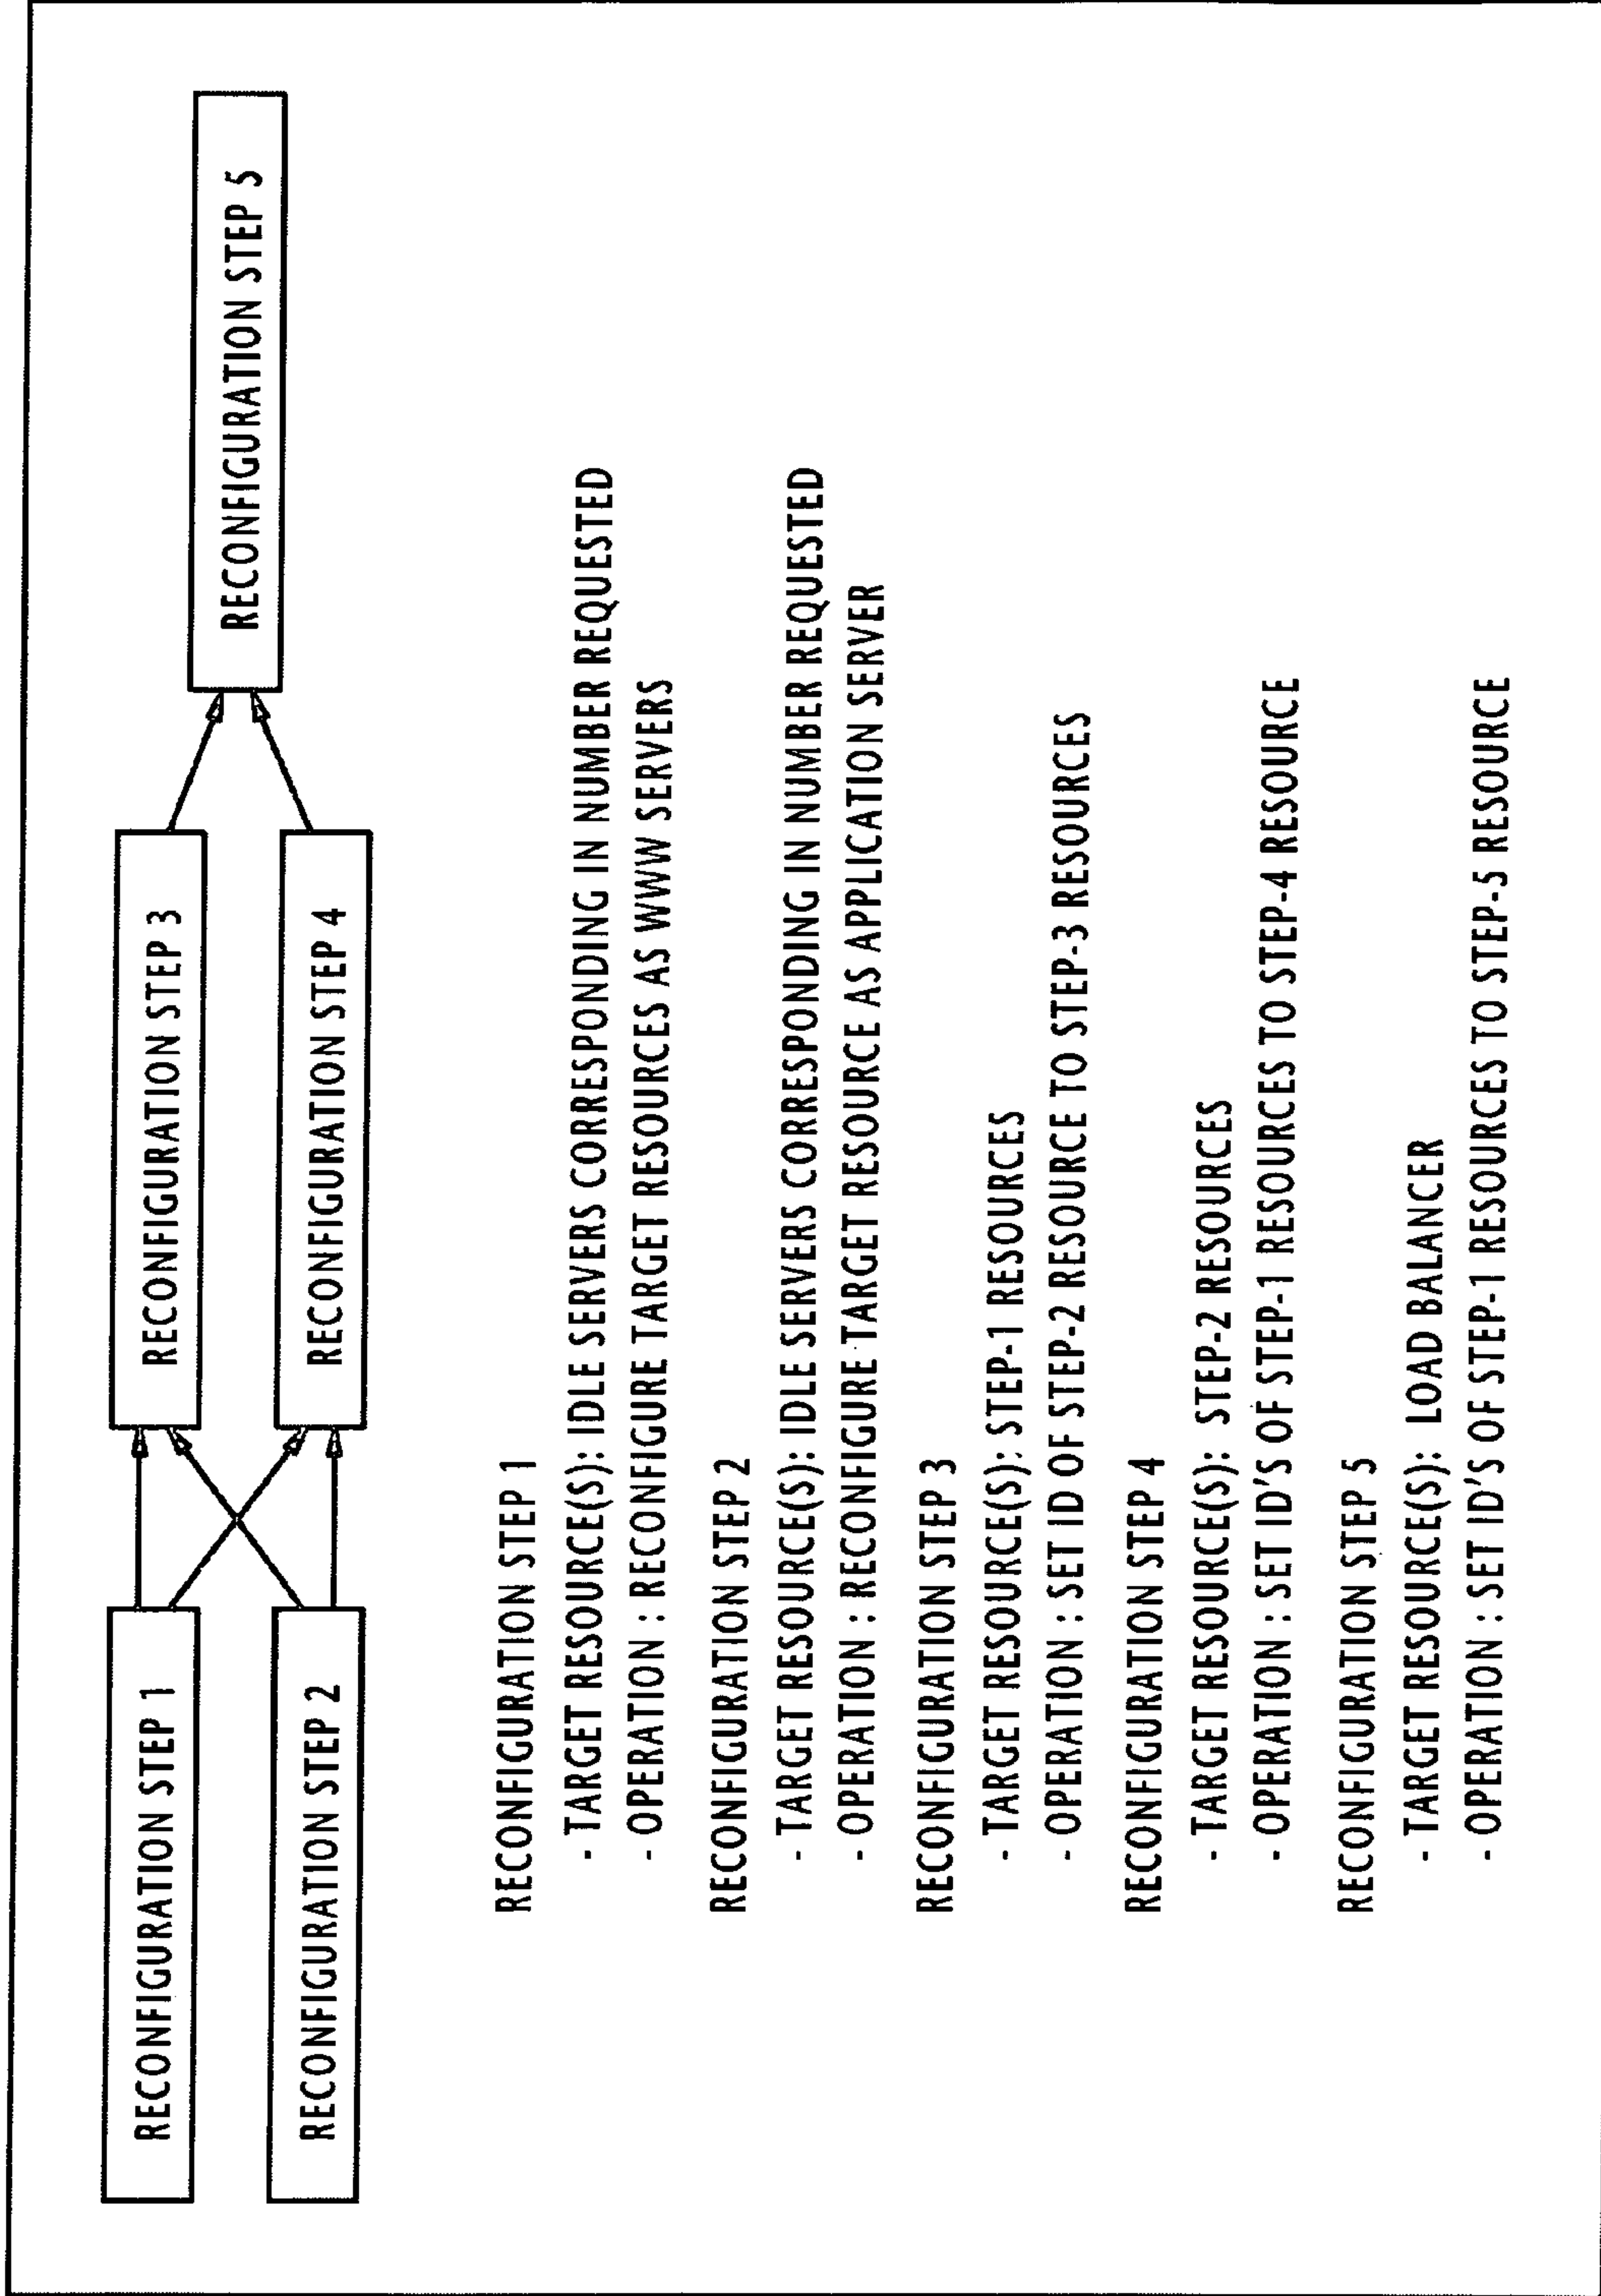 RECONFIGURATION STEP 1
RECONFIGURATION STEP 2
RECONFIGURATION STEP 3
RECONFIGURATION STEP 4
RECONFIGURATION STEP 5
RECONFIGURATION STEP 1
- TARGET RESOURCE(S): IDLE SERVERS CORRESPONDING IN NUMBER REQUESTED
- OPERATION : RECONFIGURE TARGET RESOURCES AS WWW SERVERS
RECONFIGURATION STEP 2
- TARGET RESOURCE(S): IDLE SERVERS CORRESPONDING IN NUMBER REQUESTED
- OPERATION : RECONFIGURE TARGET RESOURCE AS APPLICATION SERVER
RECONFIGURATION STEP 3
- TARGET RESOURCE(S): STEP-1 RESOURCES
- OPERATION : SET ID OF STEP-2 RESOURCE TO STEP-3 RESOURCES
RECONFIGURATION STEP 4
- TARGET RESOURCE(S): STEP-2 RESOURCES
- OPERATION : SET ID'S OF STEP-1 RESOURCES TO STEP-4 RESOURCE
RECONFIGURATION STEP 5
- TARGET RESOURCE(S): LOAD BALANCER
- OPERATION : SET ID'S OF STEP-1 RESOURCES TO STEP-5 RESOURCE